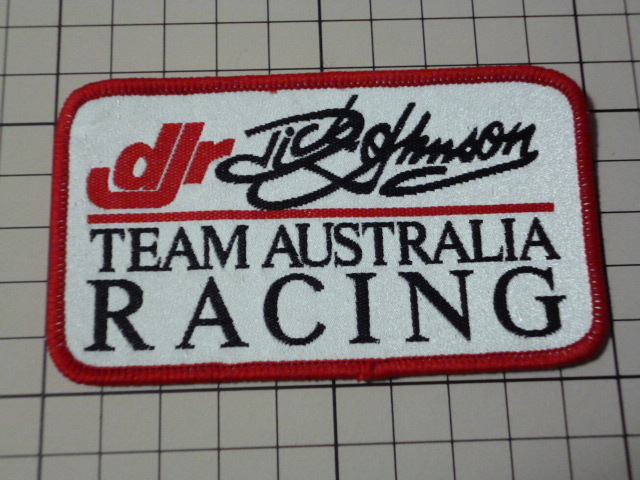 djr Dick Johnson
TEAM AUSTRALIA
RACING